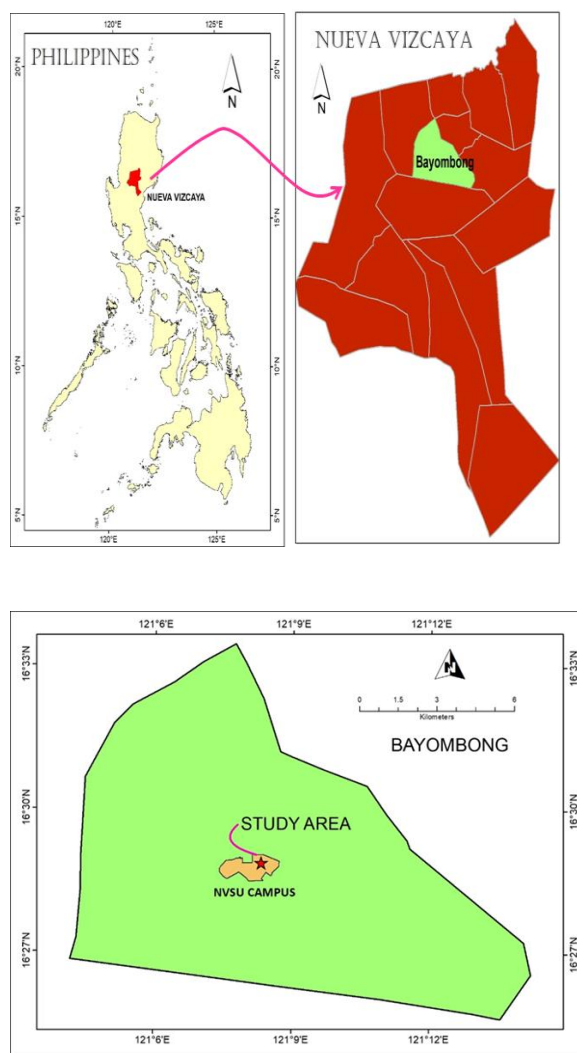 PHILIPPINES
120°E
125°E
20°N
20°N
N
NUEVA VIZCAYA
15°N
15°N
10°N
10°N
5°N
5°N
120°E
125°E
NUEVA VIZCAYA
N
Bayombong
121°6'E
121°9'E
121°12'E
16°33'N
16°33'N
N
0 1.5 3 6
Kilometers
BAYOMBONG
16°30'N
16°30'N
STUDY AREA
NVSU CAMPUS
16°27'N
16°27'N
121°6'E
121°9'E
121°12'E